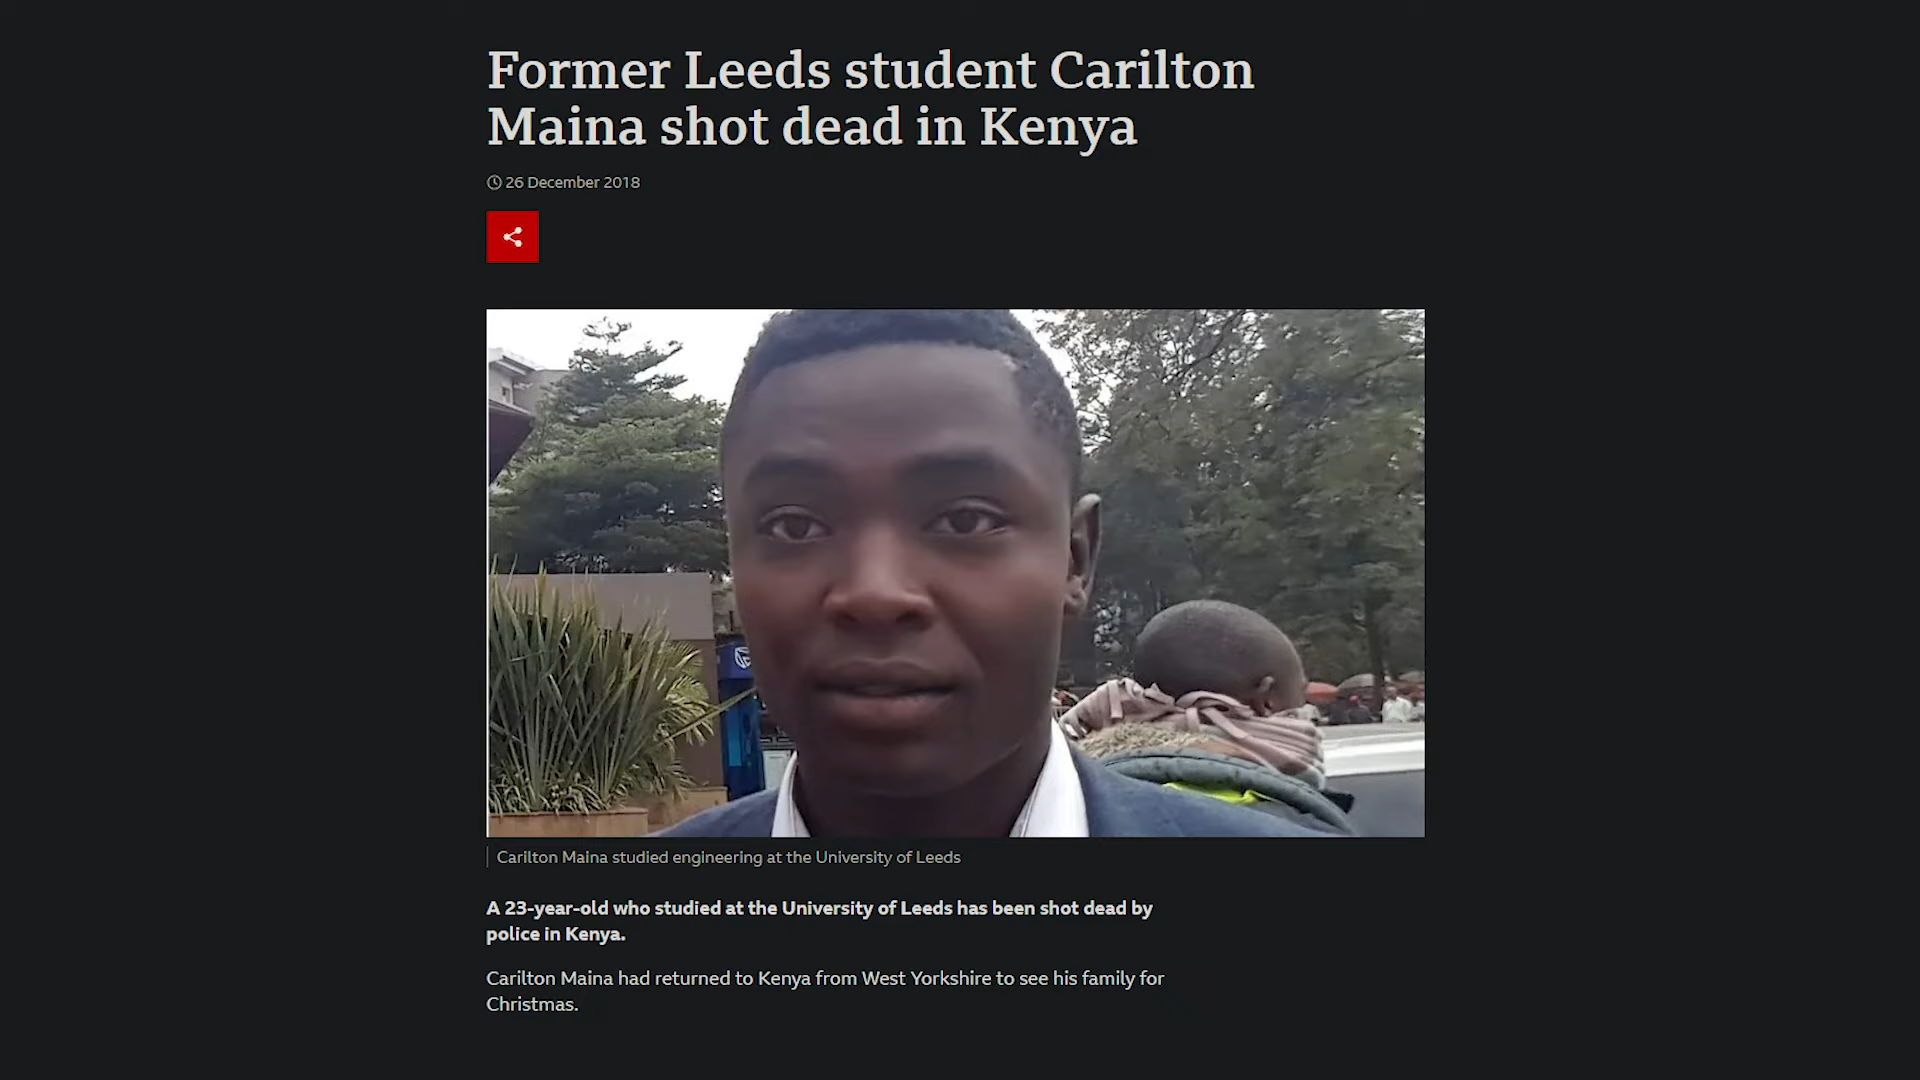 Former Leeds student Carilton
Maina shot dead in Kenya
26 December 2018
Carilton Maina studied engineering at the University of Leeds
A 23-year-old who studied at the University of Leeds has been shot dead by
police in Kenya.
Carilton Maina had returned to Kenya from West Yorkshire to see his family for
Christmas.